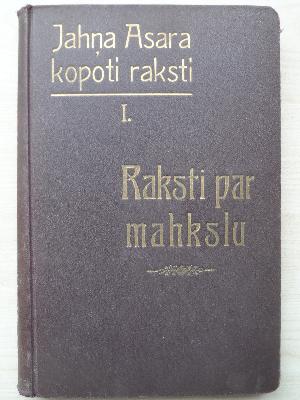 Jahņa Asara
kopoti raksti
I.
Raksti par
mahkslu